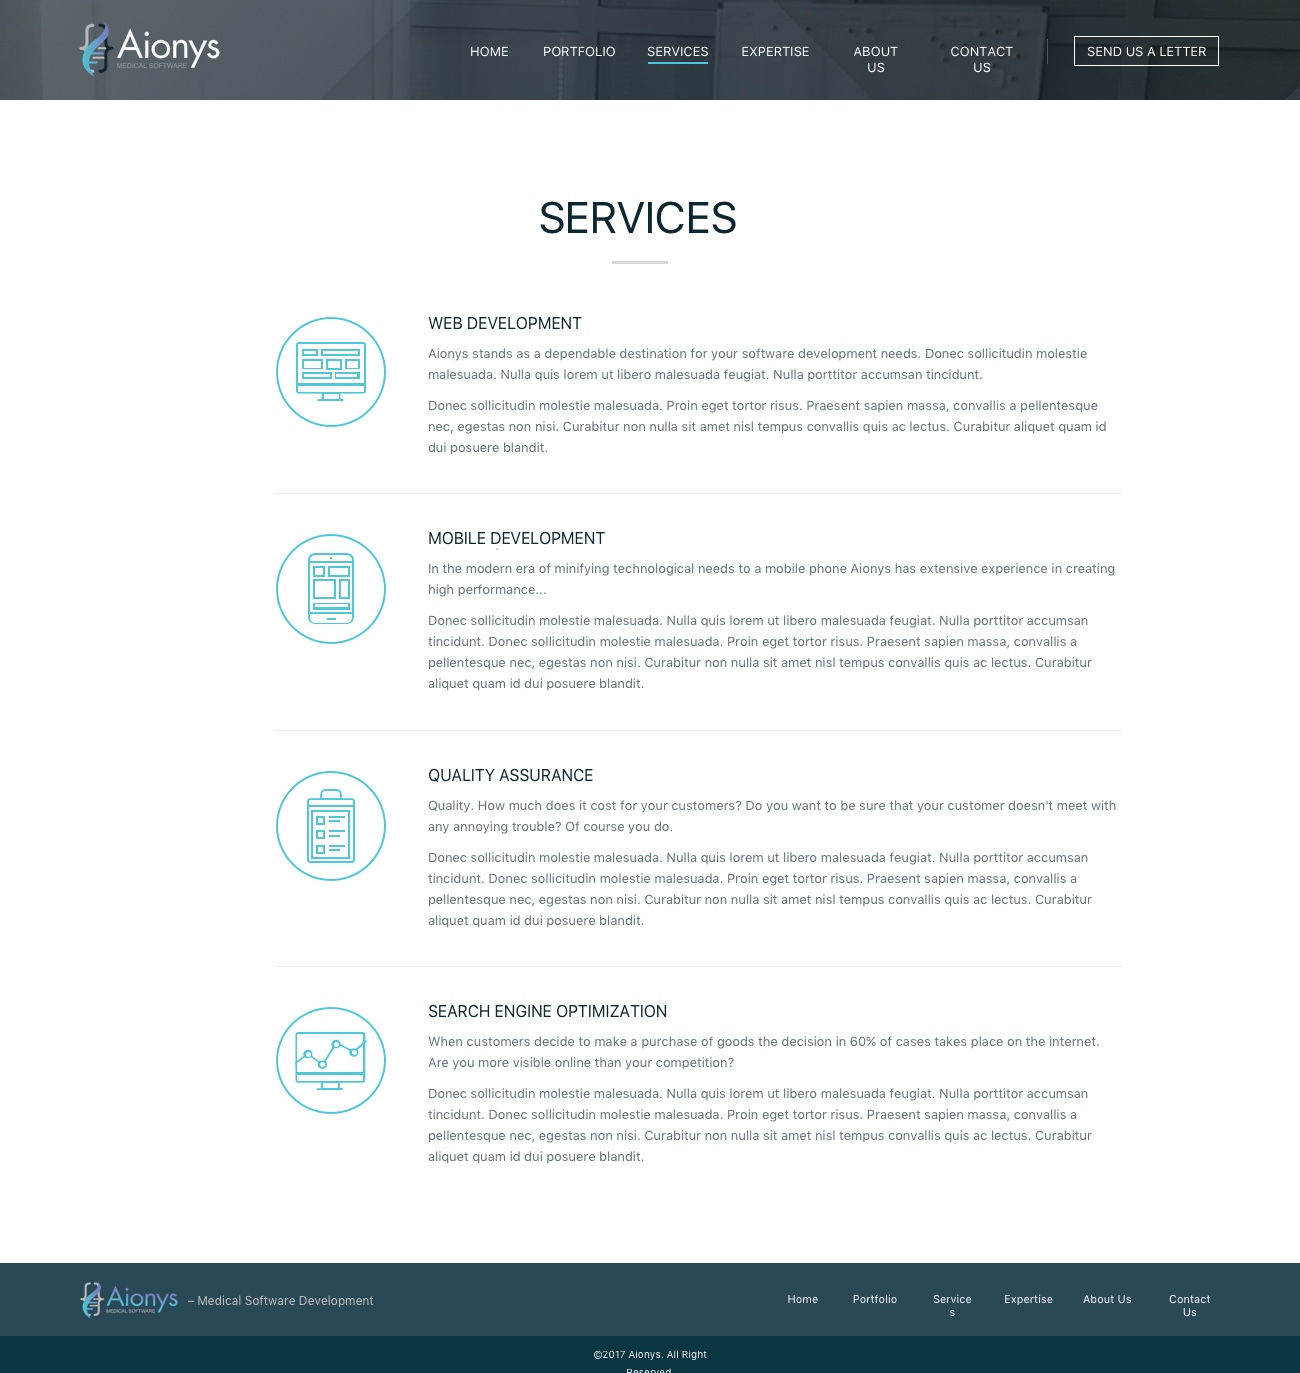 Aionys
MEDICAL SOFTWARE
HOME
PORTFOLIO
SERVICES
EXPERTISE
ABOUT
US
CONTACT
US
SEND US A LETTER
SERVICES
WEB DEVELOPMENT
Aionys stands as a dependable destination for your software development needs. Donec sollicitudin molestie
malesuada. Nulla quis lorem ut libero malesuada feugiat. Nulla porttitor accumsan tincidunt.
Donec sollicitudin molestie malesuada. Proin eget tortor risus. Praesent sapien massa, convallis a pellentesque
nec, egestas non nisi. Curabitur non nulla sit amet nisl tempus convallis quis ac lectus. Curabitur aliquet quam id
dui posuere blandit.
MOBILE DEVELOPMENT
In the modern era of minifying technological needs to a mobile phone Aionys has extensive experience in creating
high performance...
Donec sollicitudin molestie malesuada. Nulla quis lorem ut libero malesuada feugiat. Nulla porttitor accumsan
tincidunt. Donec sollicitudin molestie malesuada. Proin eget tortor risus. Praesent sapien massa, convallis a
pellentesque nec, egestas non nisi. Curabitur non nulla sit amet nisl tempus convallis quis ac lectus. Curabitur
aliquet quam id dui posuere blandit.
QUALITY ASSURANCE
Quality. How much does it cost for your customers? Do you want to be sure that your customer doesn't meet with
any annoying trouble? Of course you do.
Donec sollicitudin molestie malesuada. Nulla quis lorem ut libero malesuada feugiat. Nulla porttitor accumsan
tincidunt. Donec sollicitudin molestie malesuada. Proin eget tortor risus. Praesent sapien massa, convallis a
pellentesque nec, egestas non nisi. Curabitur non nulla sit amet nisl tempus convallis quis ac lectus. Curabitur
aliquet quam id dui posuere blandit.
SEARCH ENGINE OPTIMIZATION
When customers decide to make a purchase of goods the decision in 60% of cases takes place on the internet.
Are you more visible online than your competition?
Donec sollicitudin molestie malesuada. Nulla quis lorem ut libero malesuada feugiat. Nulla porttitor accumsan
tincidunt. Donec sollicitudin molestie malesuada. Proin eget tortor risus. Praesent sapien massa, convallis a
pellentesque nec, egestas non nisi. Curabitur non nulla sit amet nisl tempus convallis quis ac lectus. Curabitur
aliquet quam id dui posuere blandit.
Aionys
MEDICAL SOFTWARE
– Medical Software Development
Home
Portfolio
Service
s
Expertise
About Us
Contact
Us
©2017 Aionys. All Right
Reserved